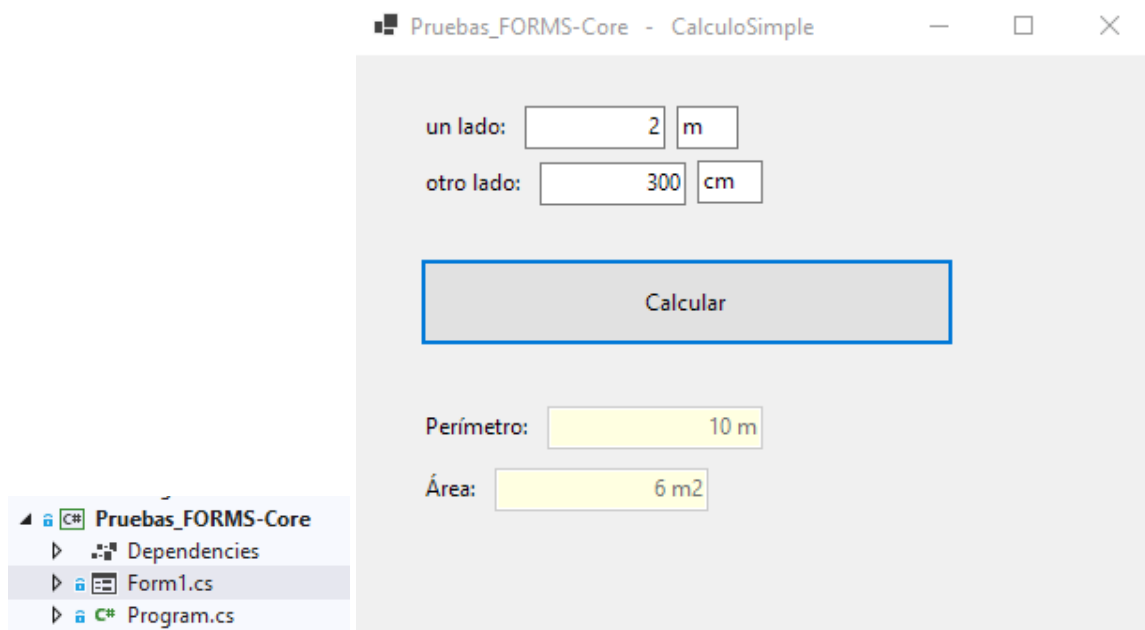 Pruebas_FORMS-Core - CalculoSimple
un lado: 2 m
otro lado: 300 cm
Calcular
Perímetro: 10 m
Área: 6 m2
C# Pruebas_FORMS-Core
Dependencies
Form1.cs
C# Program.cs